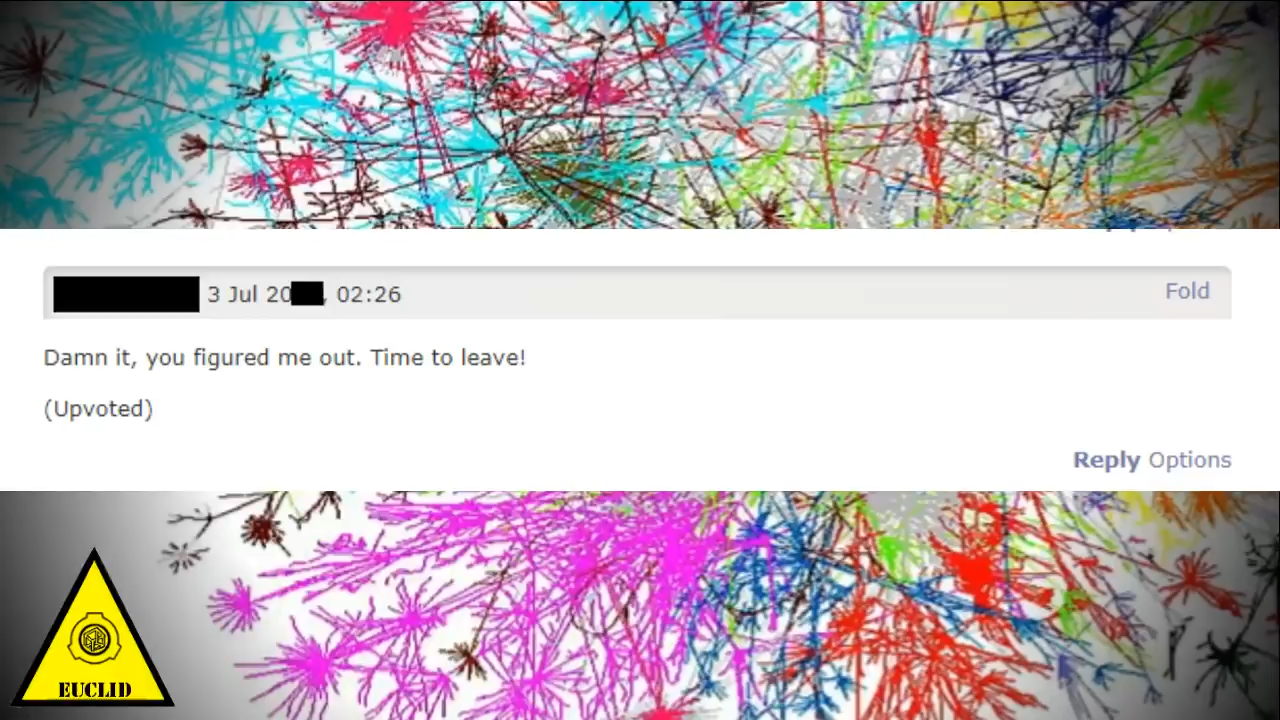 3 Jul 20, 02:26
Fold
Damn it, you figured me out. Time to leave!
(Upvoted)
Reply Options
EUCLID